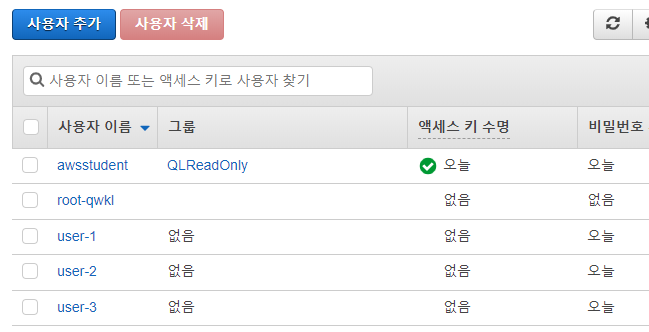 사용자 추가 사용자 삭제
사용자 이름 또는 액세스 키로 사용자 찾기
사용자 이름 그룹 액세스 키 수명 비밀번호
awsstudent QLReadOnly 오늘 오늘
root-qwkl 없음 없음
user-1 없음 없음 오늘
user-2 없음 없음 오늘
user-3 없음 없음 오늘